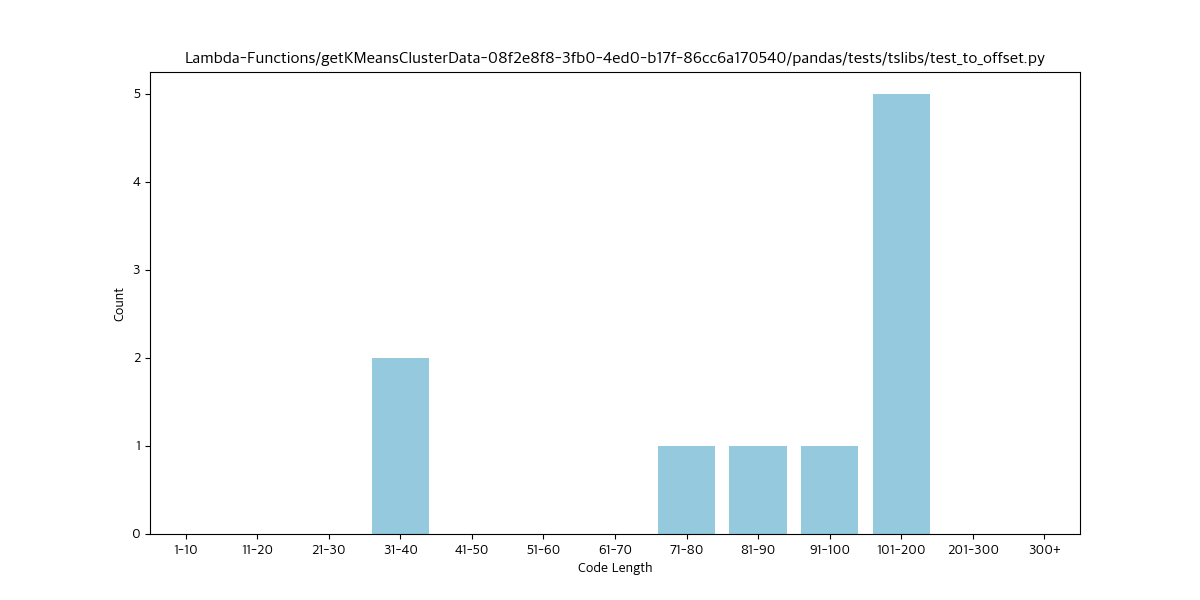 Lambda-Functions/getKMeansClusterData-08f2e8f8-3fb0-4ed0-b17f-86cc6a170540/pandas/tests/tslibs/test_to_offset.py
5
4
3
2
1
0
Count
1-10 11-20 21-30 31-40 41-50 51-60 61-70 71-80 81-90 91-100 101-200 201-300 300+
Code Length